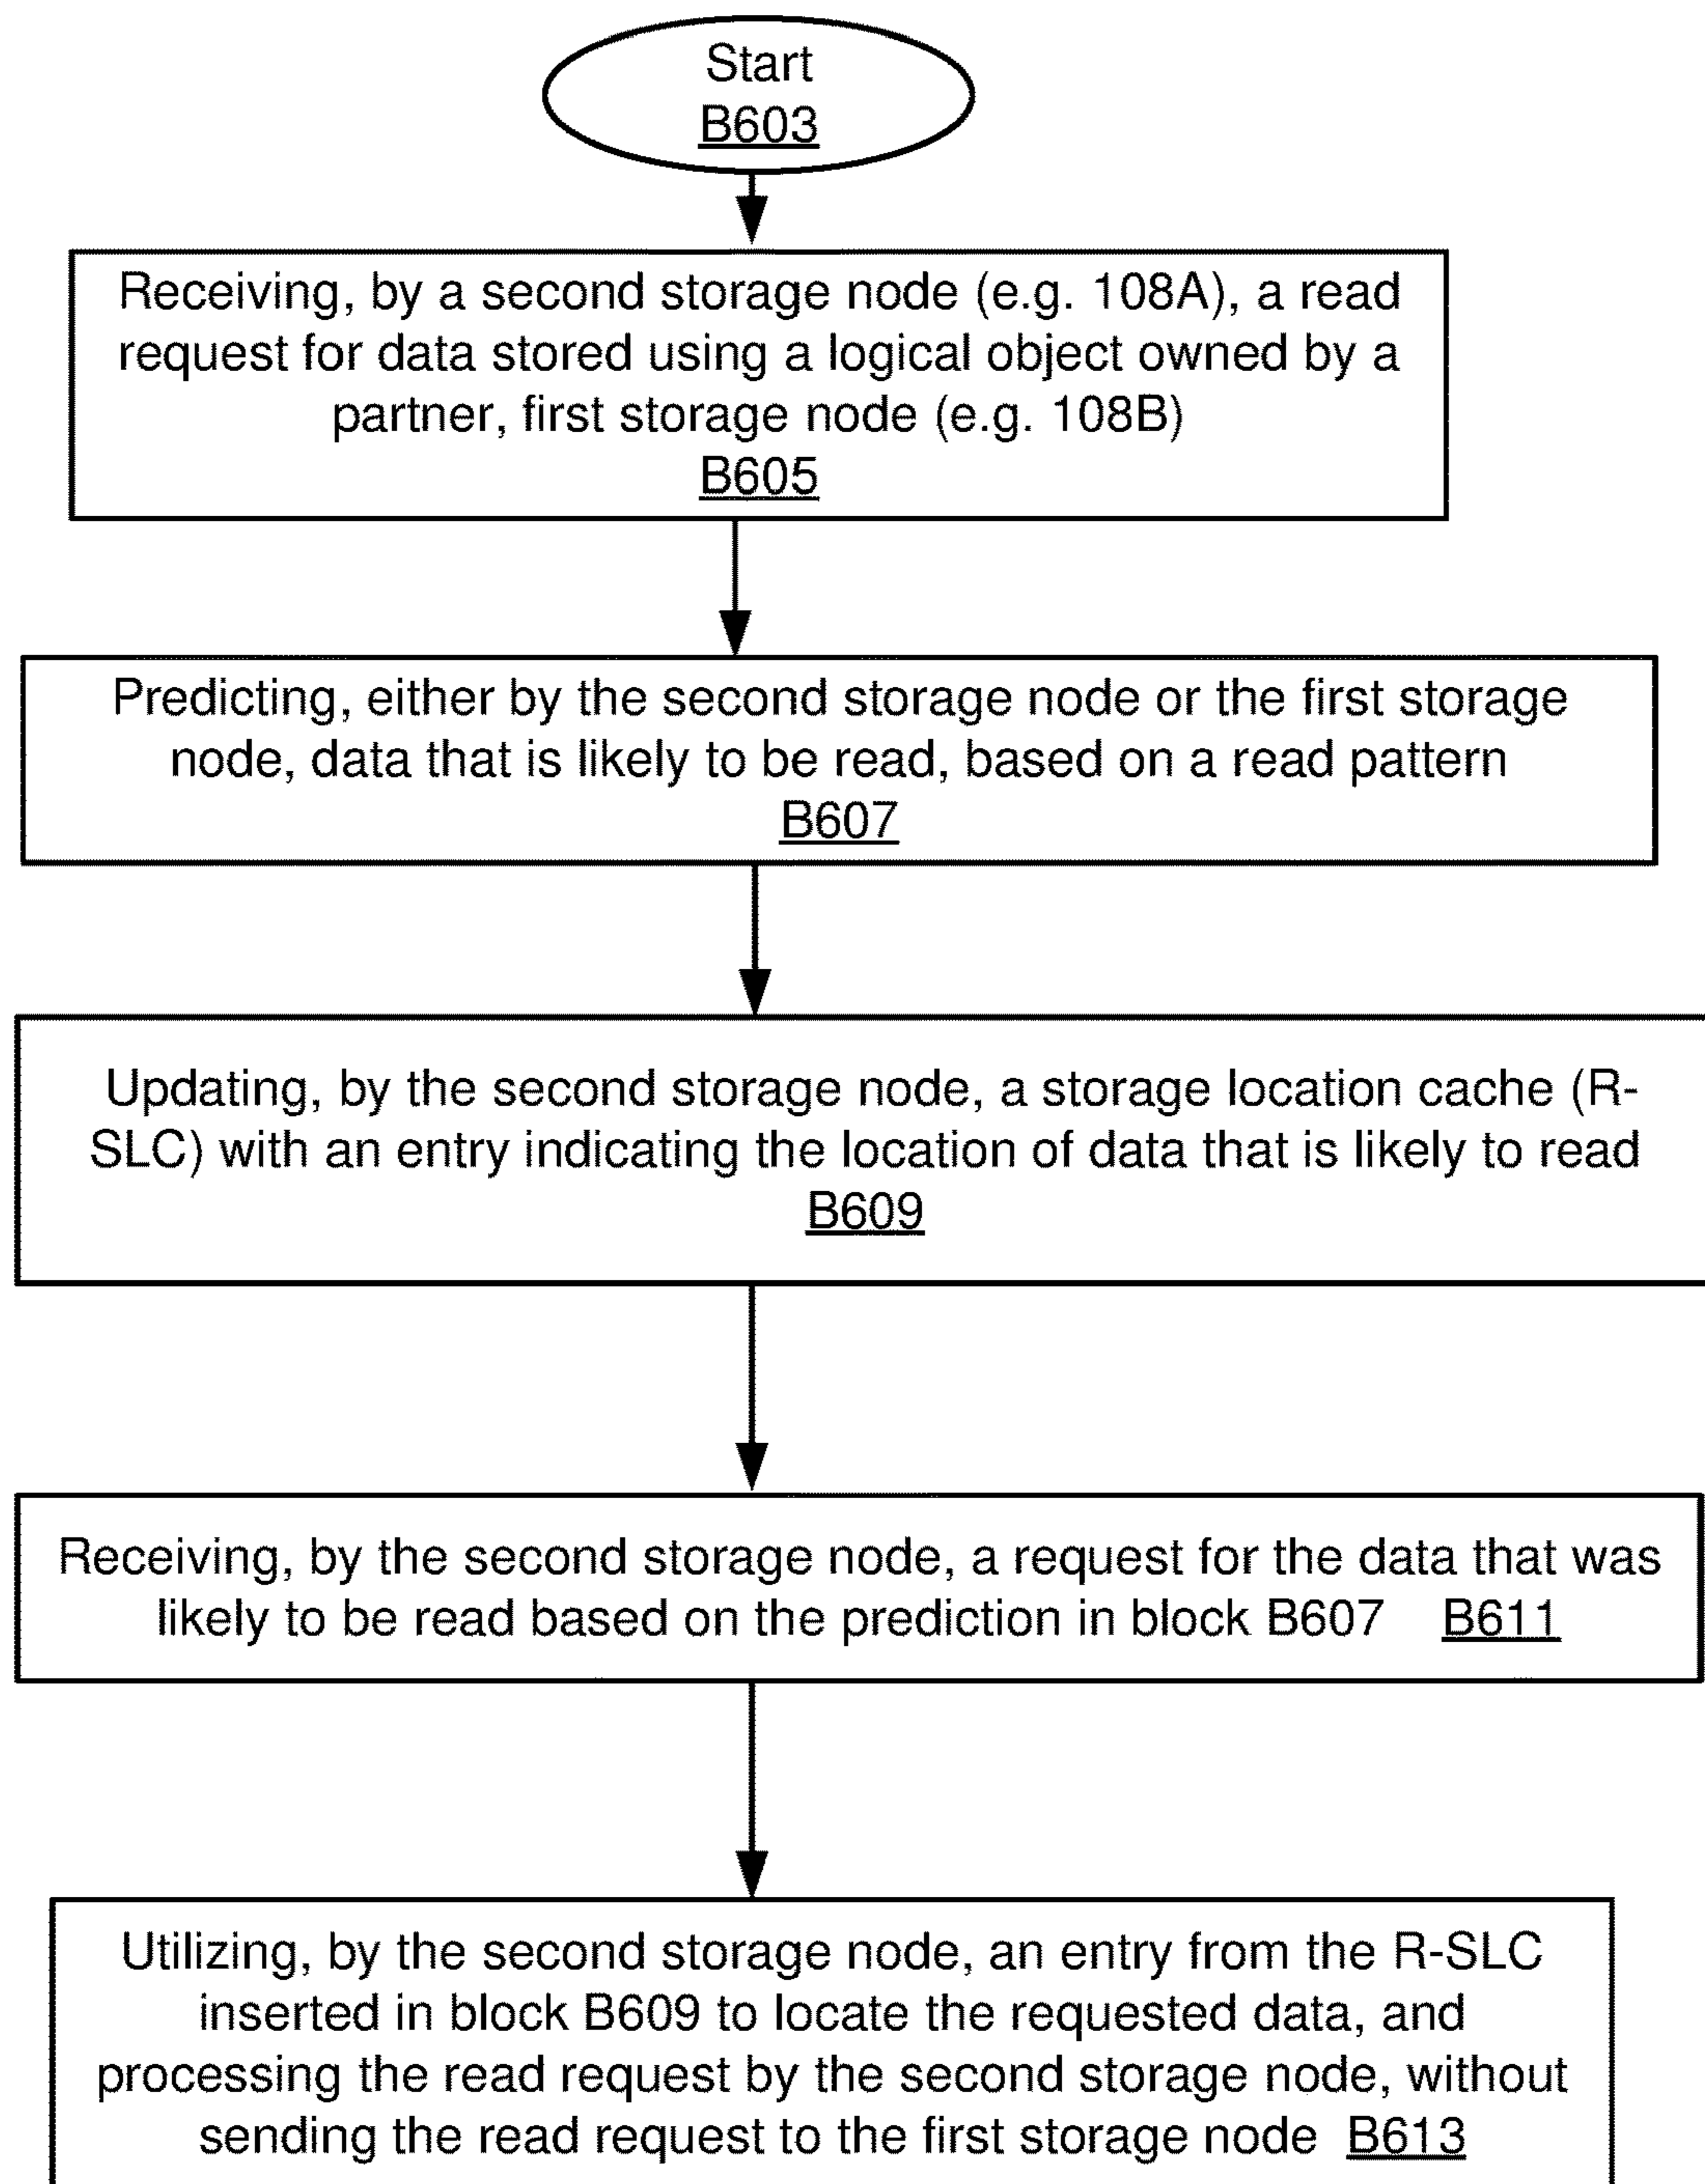 Start
B603
Receiving, by a second storage node (e.g. 108A), a read
request for data stored using a logical object owned by a
partner, first storage node (e.g. 108B)
B605
Predicting, either by the second storage node or the first storage
node, data that is likely to be read, based on a read pattern
B607
Updating, by the second storage node, a storage location cache (R-
SLC) with an entry indicating the location of data that is likely to read
B609
Receiving, by the second storage node, a request for the data that was
likely to be read based on the prediction in block B607 B611
Utilizing, by the second storage node, an entry from the R-SLC
inserted in block B609 to locate the requested data, and
processing the read request by the second storage node, without
sending the read request to the first storage node B613